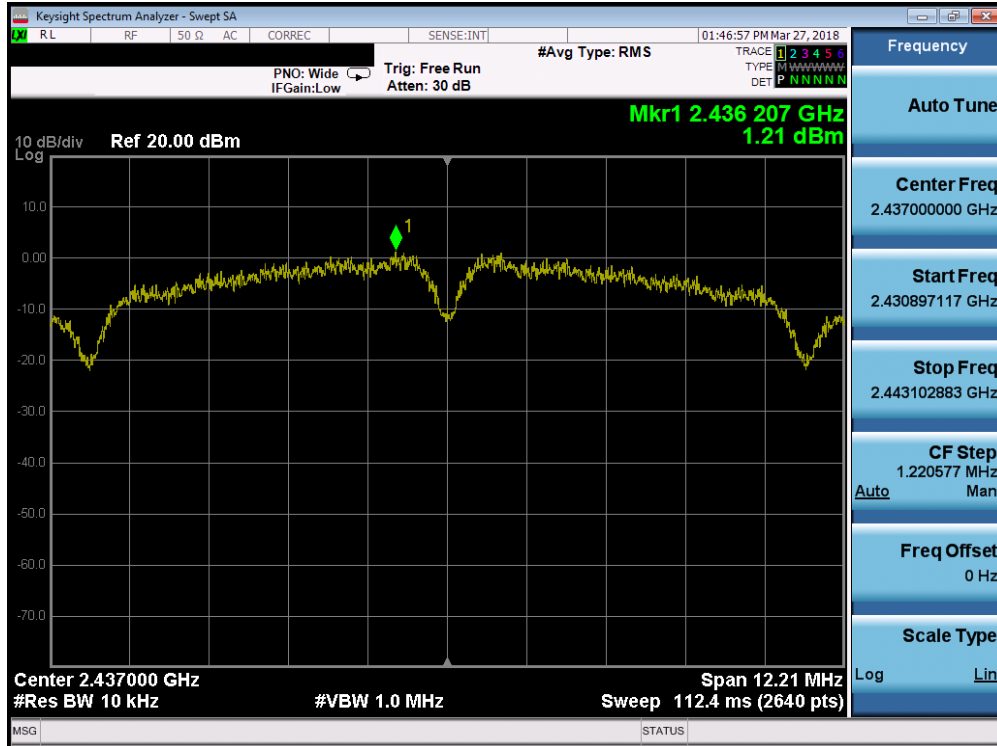 Keysight Spectrum Analyzer - Swept SA
LXI RL RF 50 Ω AC CORREC SENSE:INT 01:46:57 PM Mar 27, 2018
#Avg Type: RMS
TRACE 1 2 3 4 5 6
PNO: Wide Trig: Free Run
TYPE M WWWWW
IFGain:Low Atten: 30 dB
DET P N N N N N
Mkr1 2.436 207 GHz
1.21 dBm
10 dB/div Ref 20.00 dBm
Log
1
10.0
0.00
-10.0
-20.0
-30.0
-40.0
-50.0
-60.0
-70.0
Center 2.437000 GHz Span 12.21 MHz
#Res BW 10 kHz #VBW 1.0 MHz Sweep 112.4 ms (2640 pts)
MSG STATUS
Frequency
Auto Tune
Center Freq
2.437000000 GHz
Start Freq
2.430897117 GHz
Stop Freq
2.443102883 GHz
CF Step
1.220577 MHz
Auto Man
Freq Offset
0 Hz
Scale Type
Log Lin